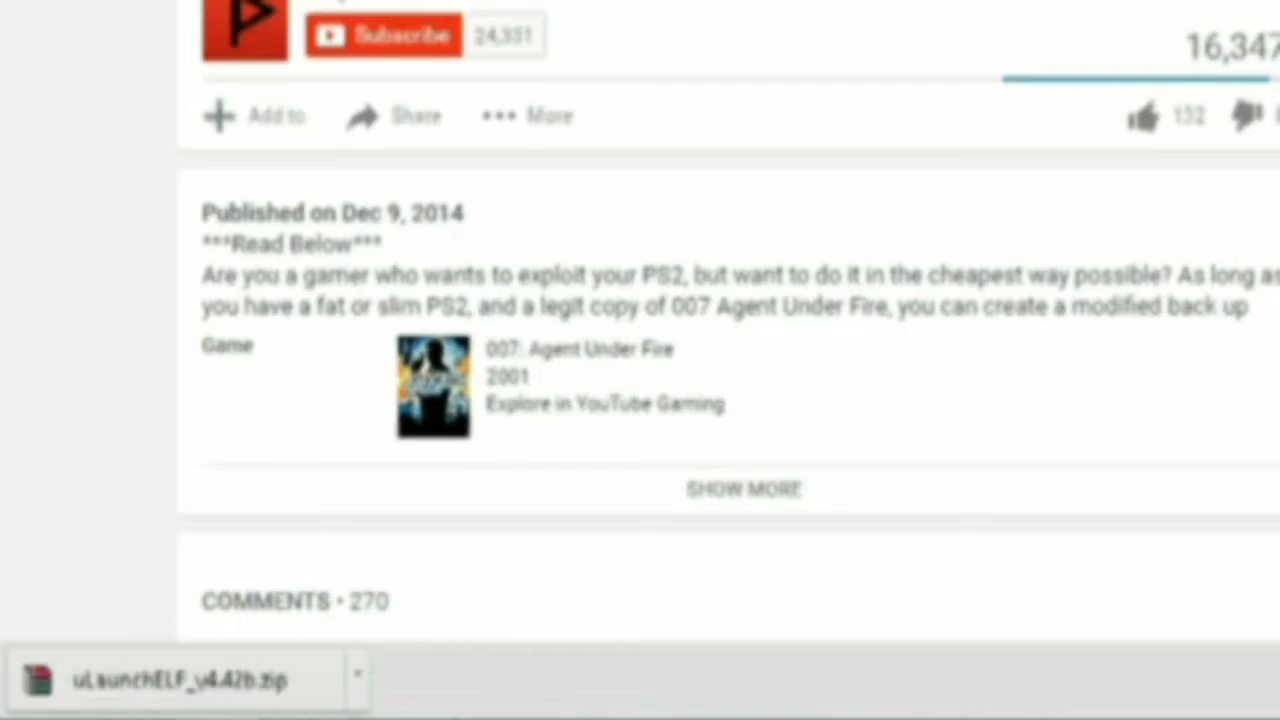 Subscribe 24,331
16,347
Add to Share More 132
Published on Dec 9, 2014
***Read Below***
Are you a gamer who wants to exploit your PS2, but want to do it in the cheapest way possible? As long as
you have a fat or slim PS2, and a legit copy of 007 Agent Under Fire, you can create a modified back up
Game
007: Agent Under Fire
2001
Explore in YouTube Gaming
SHOW MORE
COMMENTS • 270
uLaunchELF_v4.42b.zip